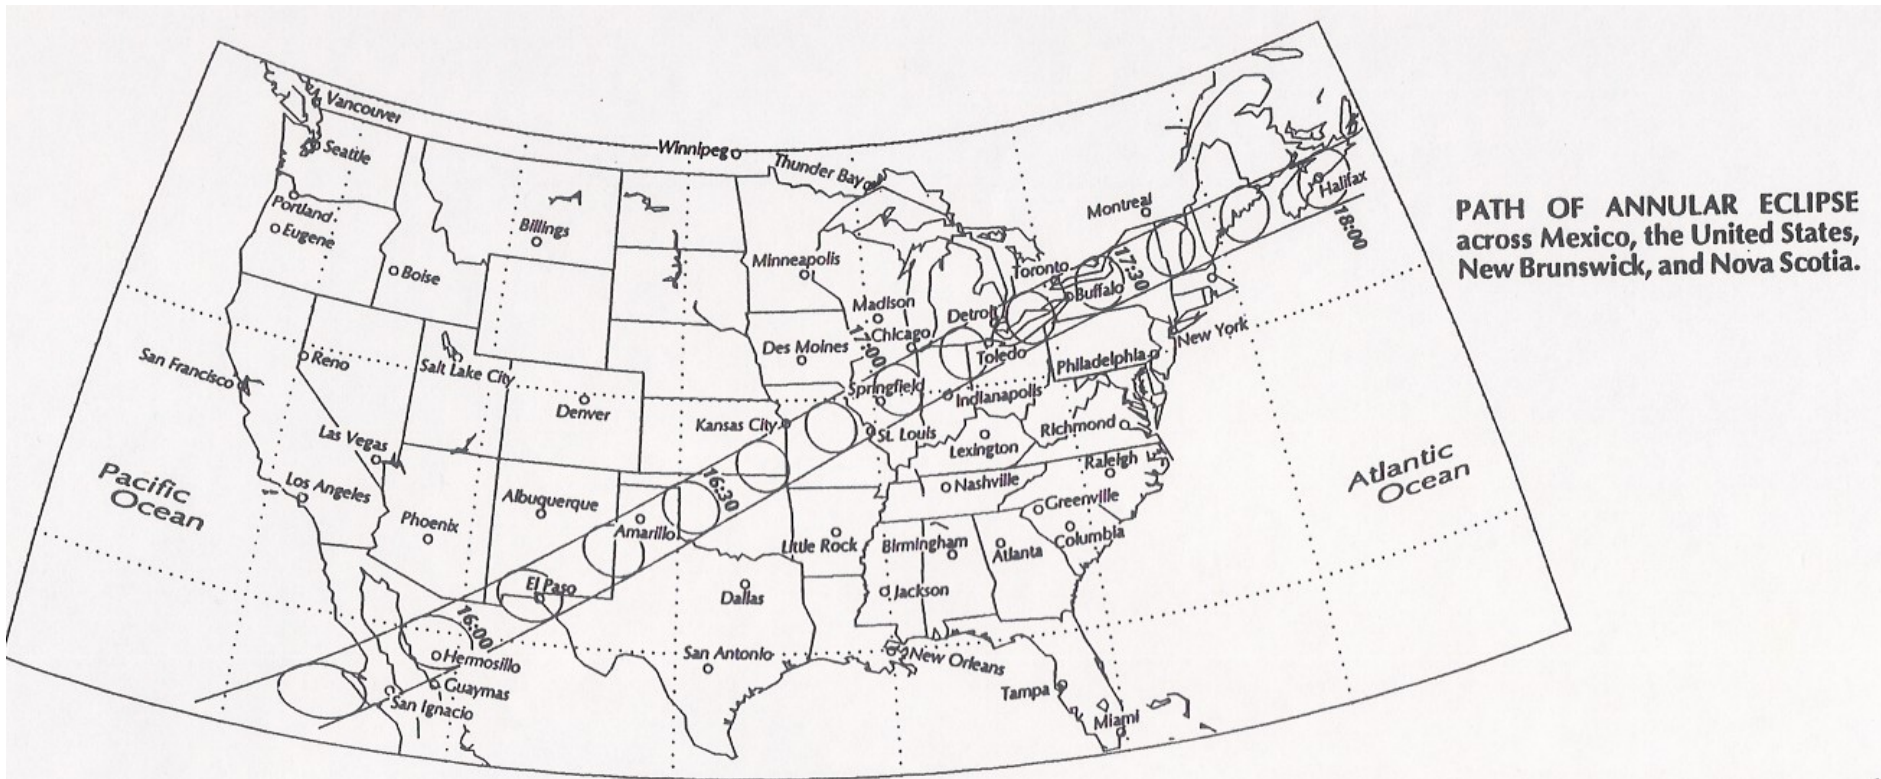 Vancouver
Seattle
Portland
Eugene
Boise
Billings
Winnipeg
Thunder Bay
Minneapolis
Madison
Des Moines
Chicago
17:00
Detroit
Toronto
Montreal
17:30
Buffalo
Halifax
18:00
PATH OF ANNULAR ECLIPSE
across Mexico, the United States,
New Brunswick, and Nova Scotia.
San Francisco
Reno
Salt Lake City
Denver
Kansas City
Springfield
Toledo
Indianapolis
Philadelphia
New York
Las Vegas
Los Angeles
Phoenix
Albuquerque
Amarillo
16:30
St. Louis
Lexington
Richmond
Nashville
Raleigh
Greenville
Columbia
Pacific
Ocean
Atlantic
Ocean
El Paso
Little Rock
Birmingham
Atlanta
Dallas
Jackson
16:00
Hermosillo
Guaymas
San Ignacio
San Antonio
New Orleans
Tampa
Miami